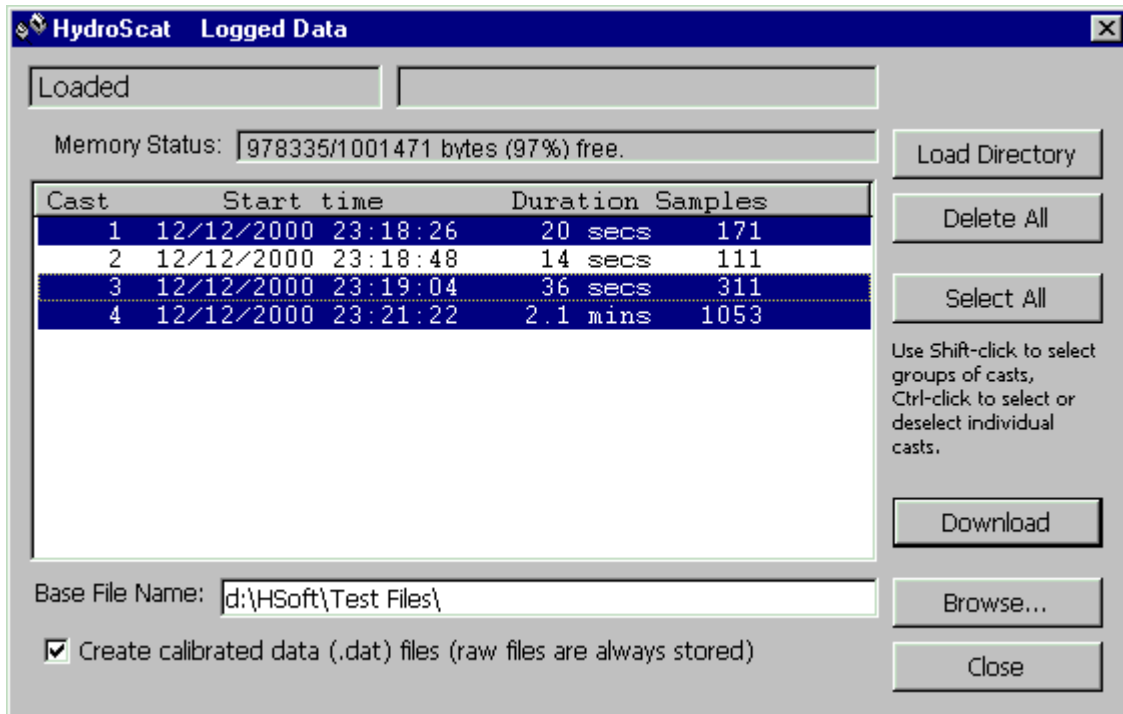 HydroScat Logged Data
Loaded
Memory Status: 978335/1001471 bytes (97%) free.
Load Directory
Cast Start time Duration Samples
1 12/12/2000 23:18:26 20 secs 171
2 12/12/2000 23:18:48 14 secs 111
3 12/12/2000 23:19:04 36 secs 311
4 12/12/2000 23:21:22 2.1 mins 1053
Delete All
Select All
Use Shift-click to select
groups of casts,
Ctrl-click to select or
deselect individual
casts.
Download
Base File Name: d:\HSoft\Test Files\
Browse...
Create calibrated data (.dat) files (raw files are always stored)
Close